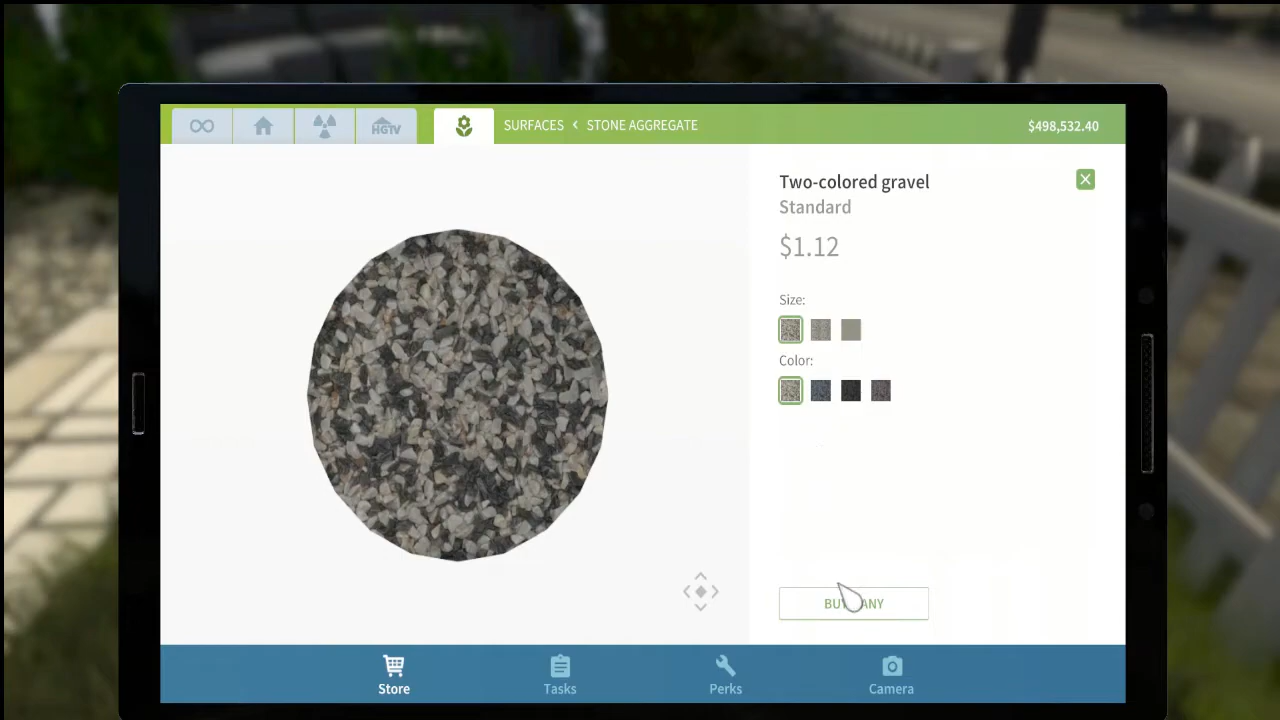 HGTV
SURFACES < STONE AGGREGATE
$498,532.40
Two-colored gravel
Standard
$1.12
Size:
Color:
Store
Tasks
Perks
Camera